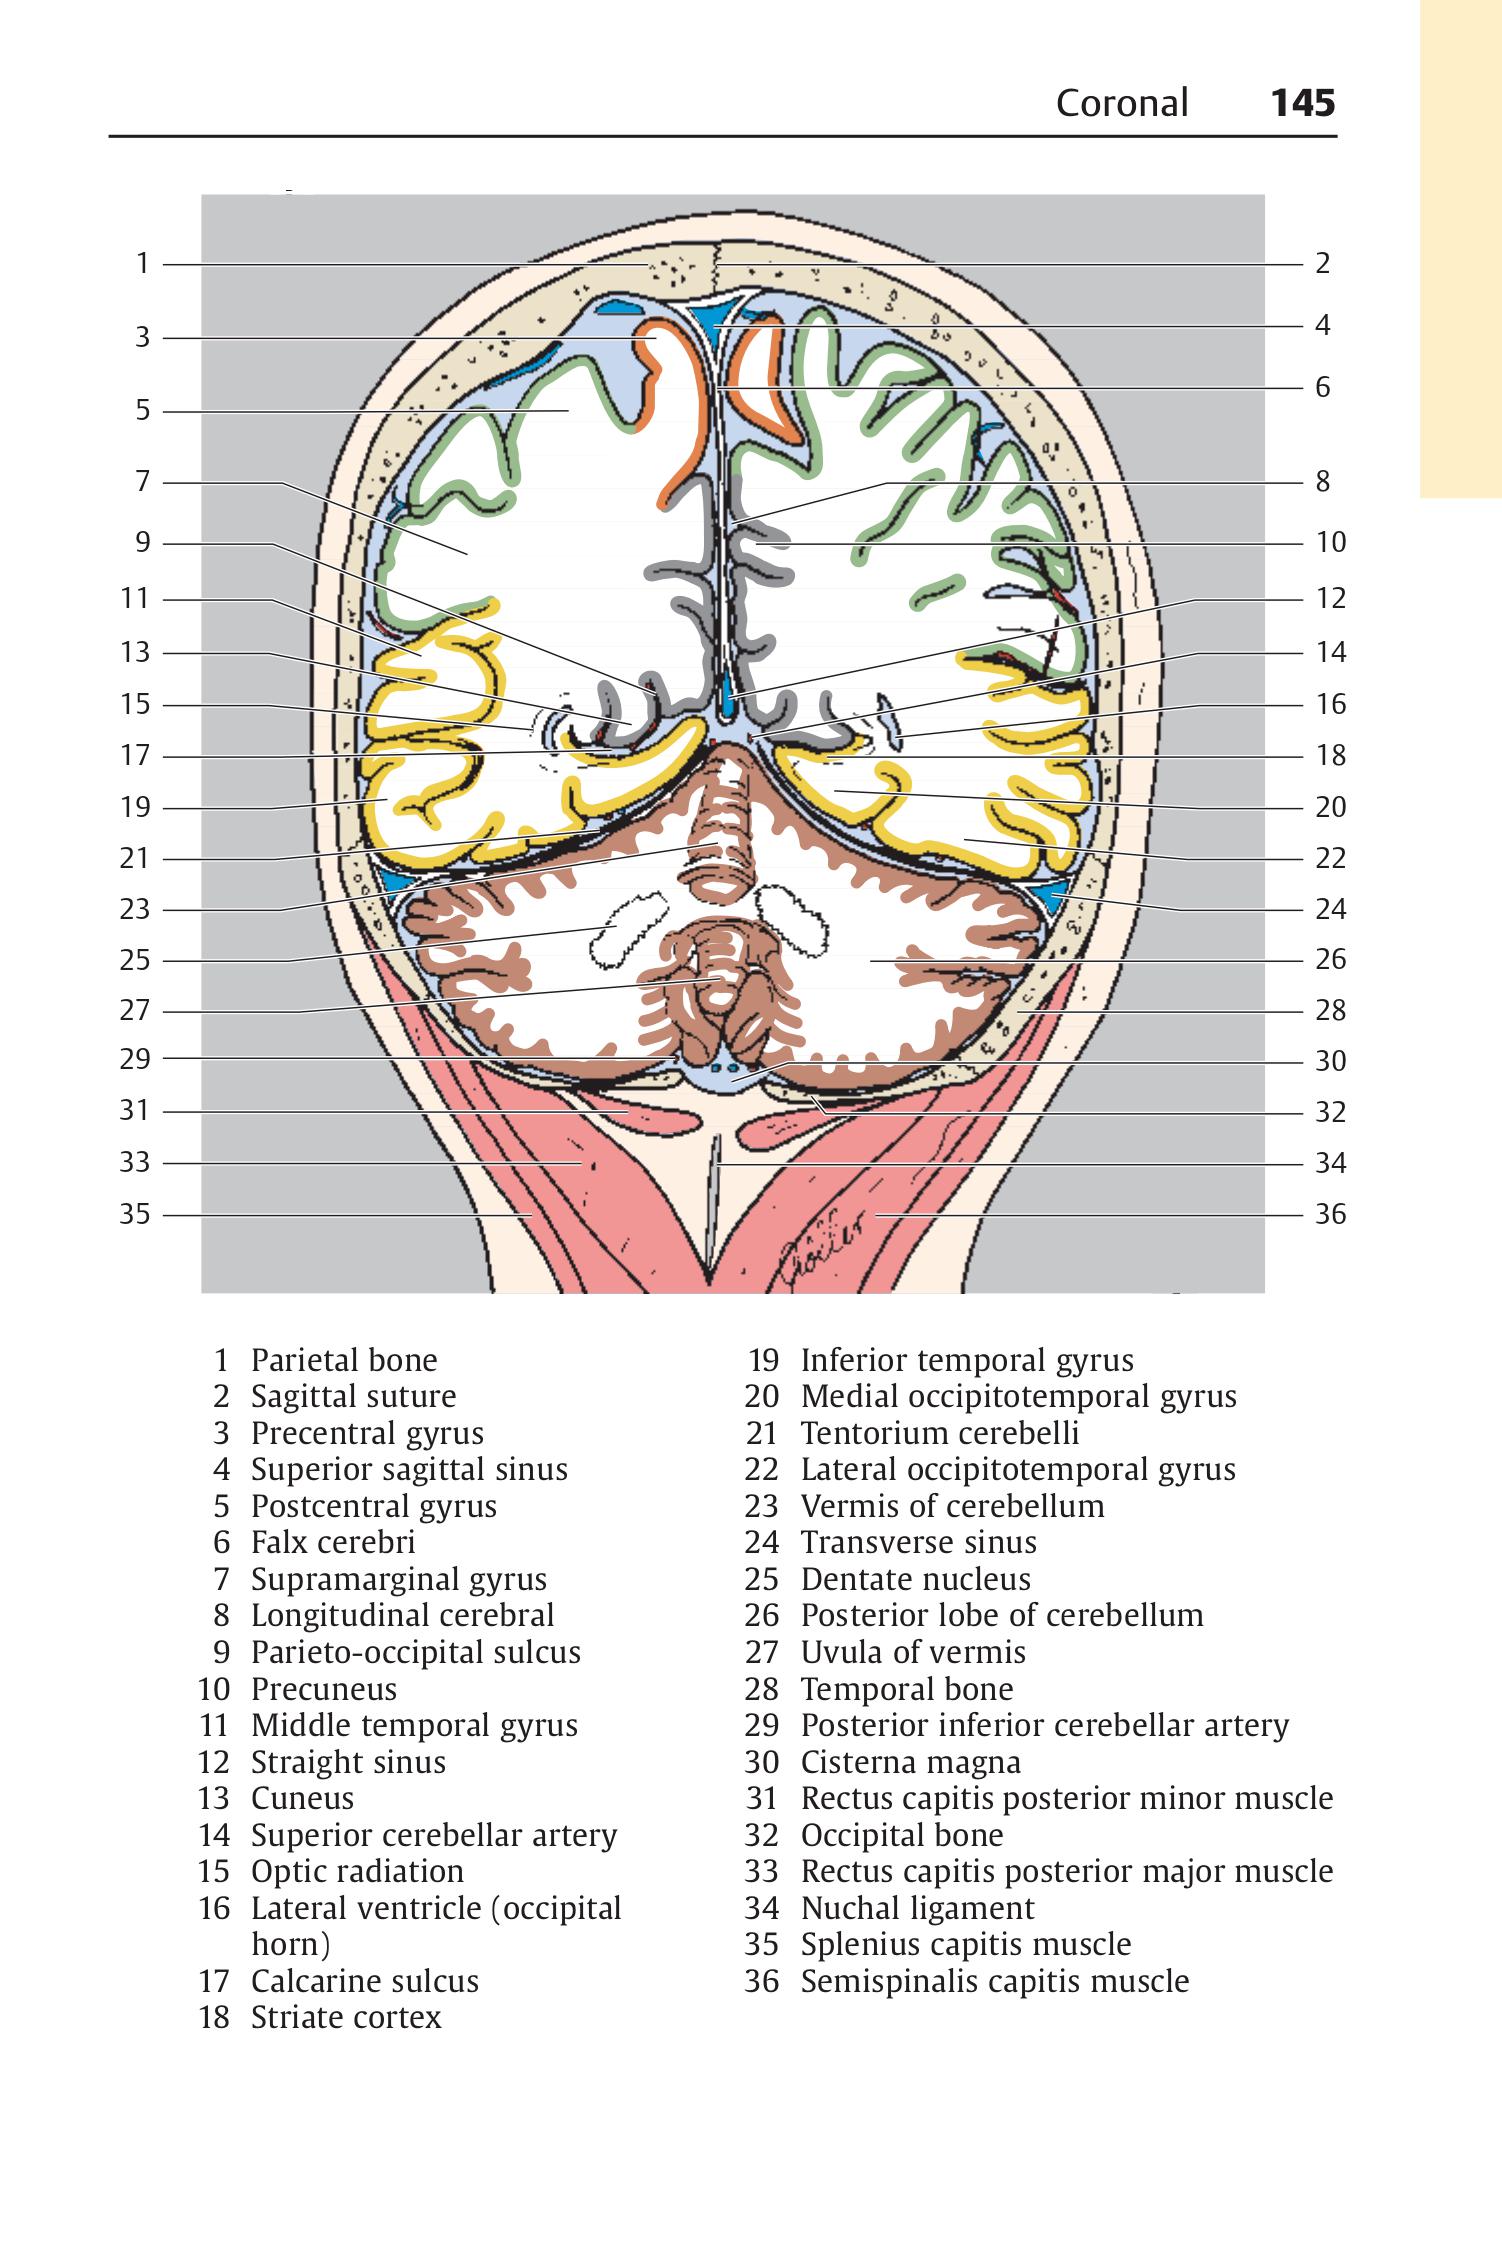 Coronal 145
1 2
3 4
5 6
7 8
9 10
11 12
13 14
15 16
17 18
19 20
21 22
23 24
25 26
27 28
29 30
31 32
33 34
35 36
1 Parietal bone
2 Sagittal suture
3 Precentral gyrus
4 Superior sagittal sinus
5 Postcentral gyrus
6 Falx cerebri
7 Supramarginal gyrus
8 Longitudinal cerebral
9 Parieto-occipital sulcus
10 Precuneus
11 Middle temporal gyrus
12 Straight sinus
13 Cuneus
14 Superior cerebellar artery
15 Optic radiation
16 Lateral ventricle (occipital
horn)
17 Calcarine sulcus
18 Striate cortex
19 Inferior temporal gyrus
20 Medial occipitotemporal gyrus
21 Tentorium cerebelli
22 Lateral occipitotemporal gyrus
23 Vermis of cerebellum
24 Transverse sinus
25 Dentate nucleus
26 Posterior lobe of cerebellum
27 Uvula of vermis
28 Temporal bone
29 Posterior inferior cerebellar artery
30 Cisterna magna
31 Rectus capitis posterior minor muscle
32 Occipital bone
33 Rectus capitis posterior major muscle
34 Nuchal ligament
35 Splenius capitis muscle
36 Semispinalis capitis muscle